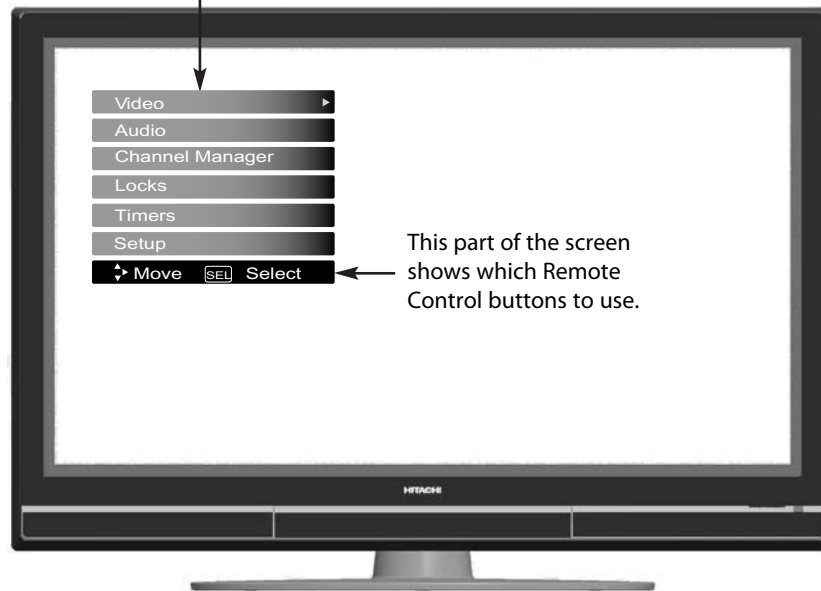 Video
Audio
Channel Manager
Locks
Timers
Setup
Move SEL Select
This part of the screen
shows which Remote
Control buttons to use.
HITACHI